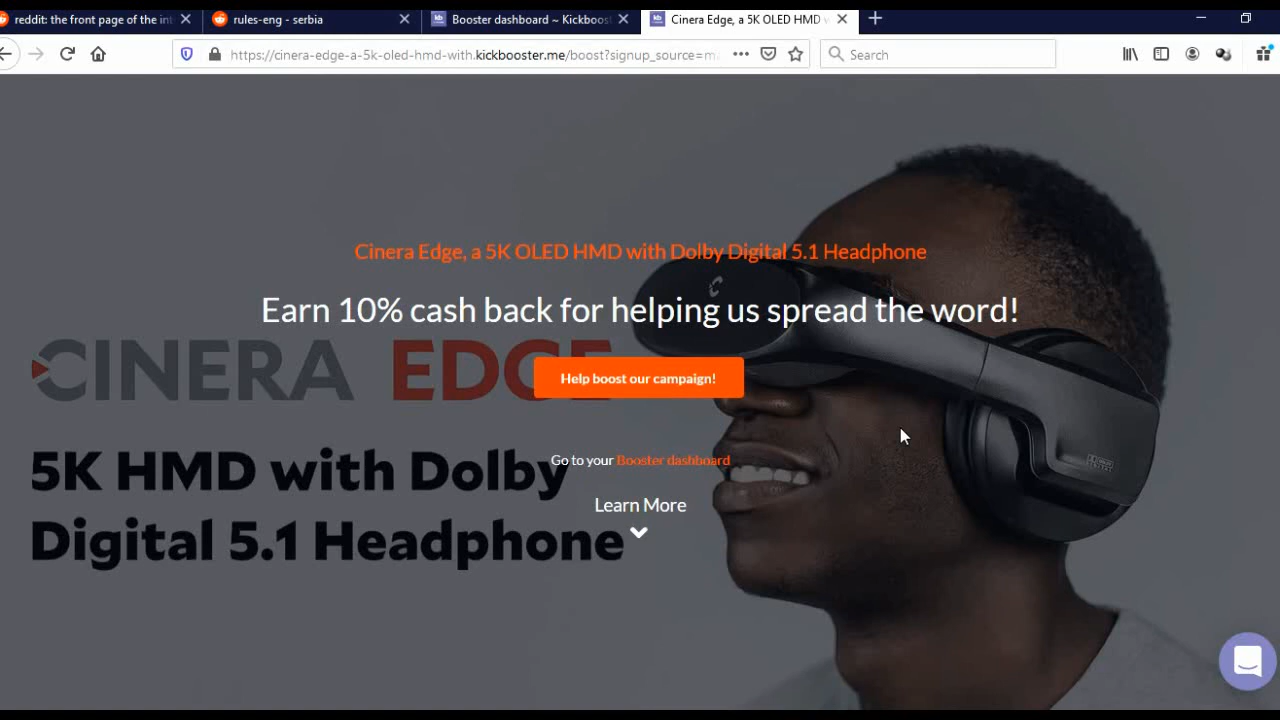 reddit: the front page of the int
rules-eng - serbia
Booster dashboard ~ Kickboost
Cinera Edge, a 5K OLED HMD w
https://cinera-edge-a-5k-oled-hmd-with.kickbooster.me/boost?signup_source=ma
Search
Cinera Edge, a 5K OLED HMD with Dolby Digital 5.1 Headphone
Earn 10% cash back for helping us spread the word!
CINERA EDGE
Help boost our campaign!
5K HMD with Dolby
Digital 5.1 Headphone
Go to your Booster dashboard
Learn More